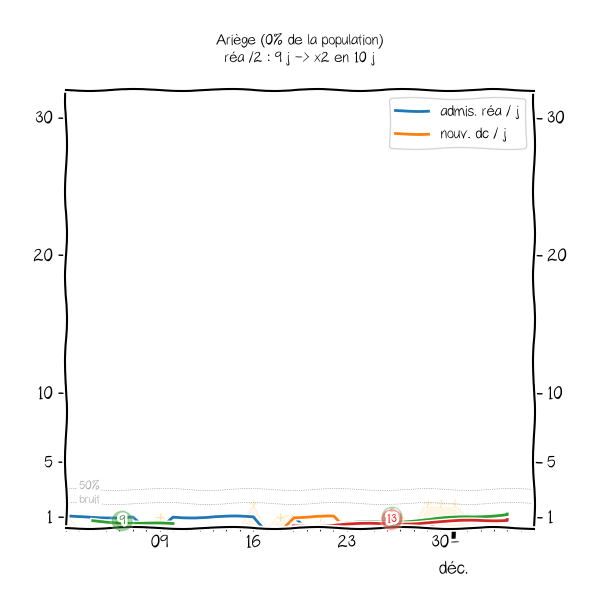 Ariège (0% de la population)
réa /2 : 9 j -> x2 en 10 j
admis. réa / j
nouv. dc / j
30 30
20 20
10 10
5 5
50%
bruit
1 9 13 1
09 16 23 30
déc.